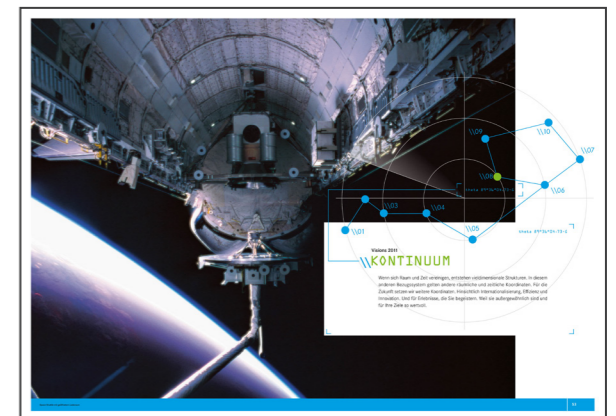 \\09
\\10
\\07
\\08
\\06
\\03
\\04
\\01
\\05
Visions 2011
\\KONTINUUM
Wenn sich Raum und Zeit vereinigen, entstehen vieldimensionale Strukturen. In diesem
anderen Bezugssystem gelten andere räumliche und zeitliche Koordinaten. Für die
Zukunft setzen wir weitere Koordinaten. Hinsichtlich Internationalisierung, Effizienz und
Innovation. Und für Erlebnisse, die Sie begeistern. Weil sie außergewöhnlich sind und
für Ihre Ziele so wertvoll.